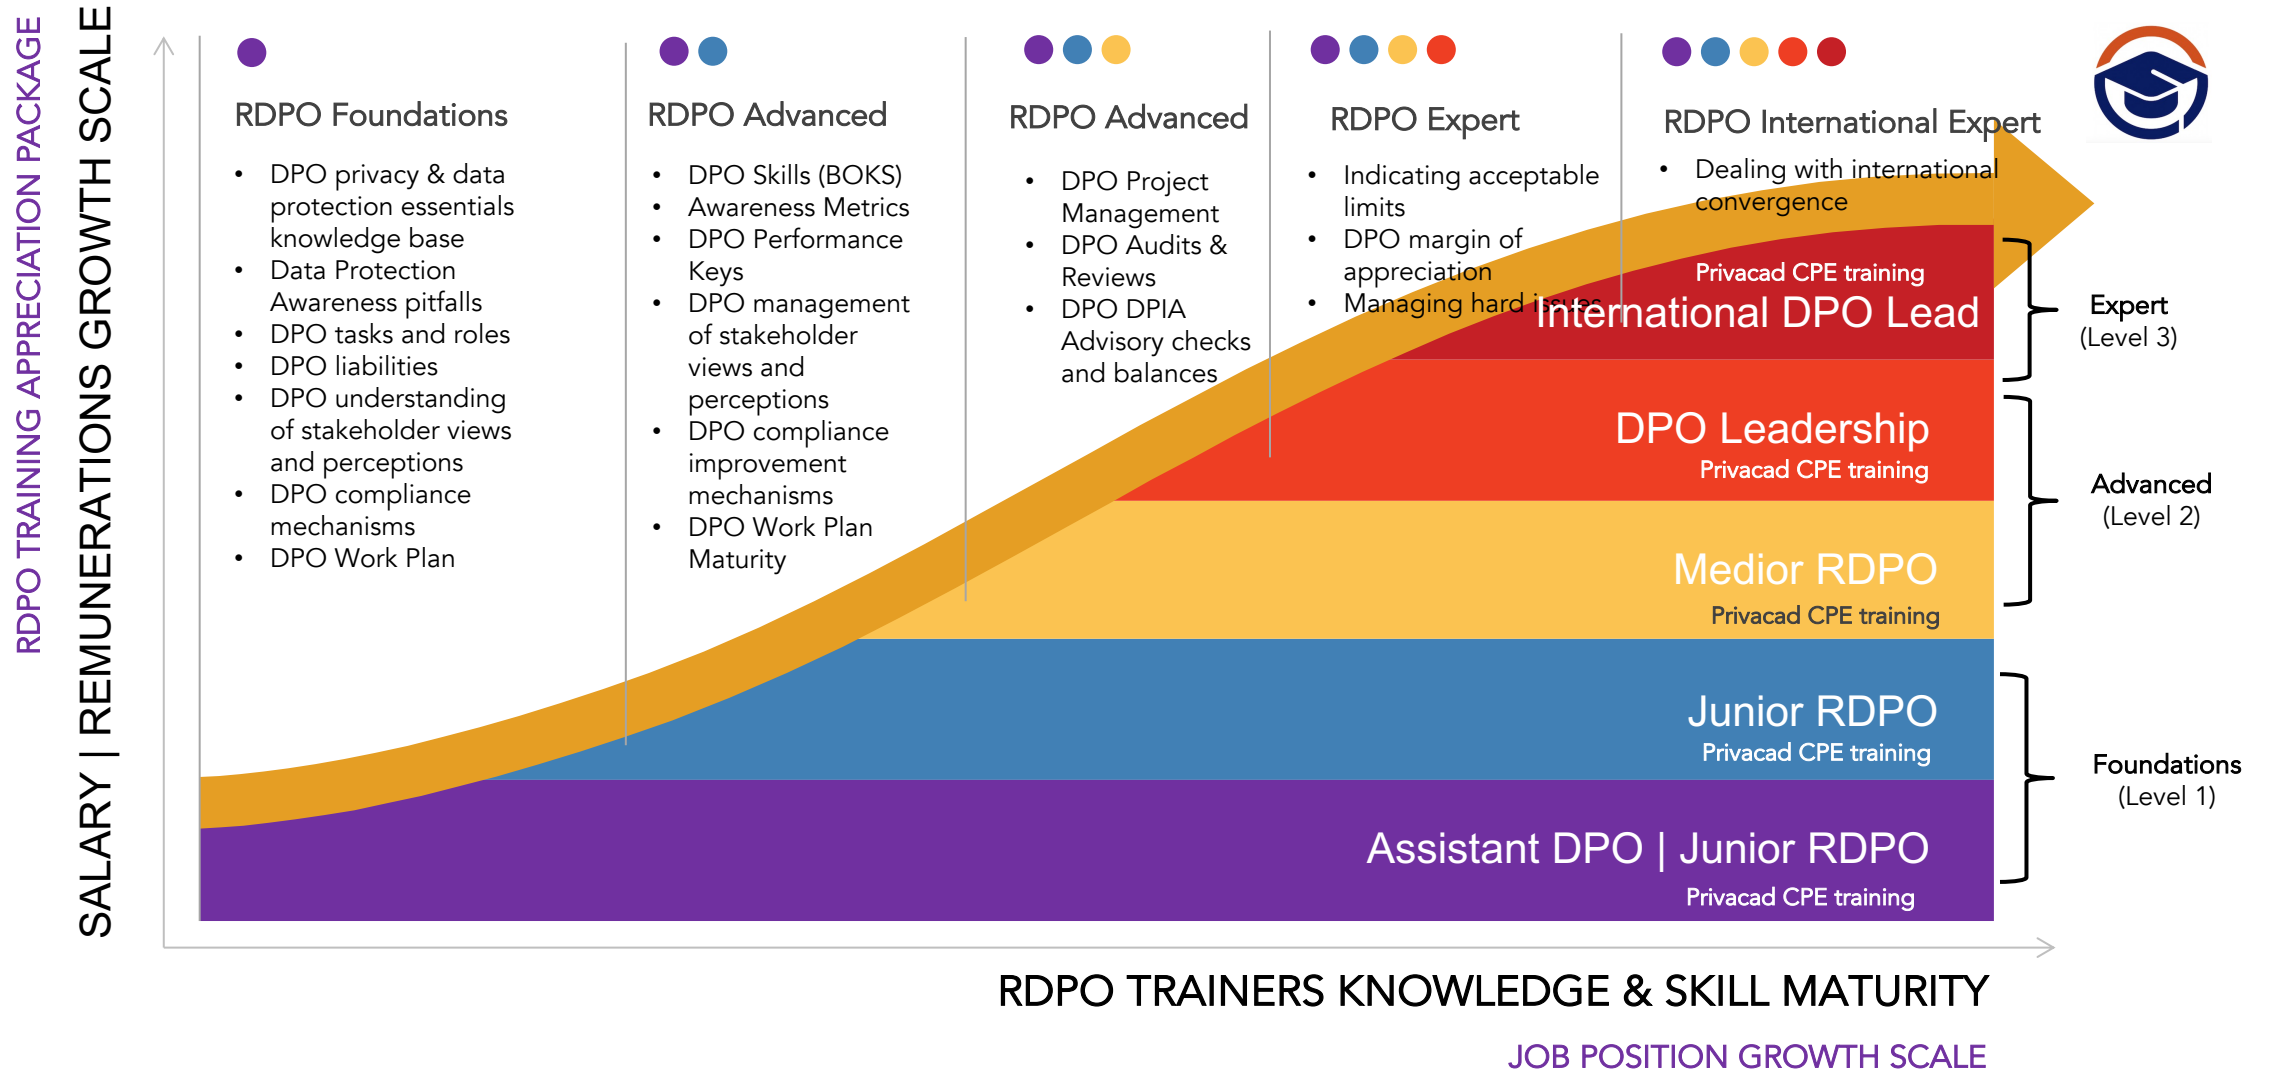 RDPO TRAINING APPRECIATION PACKAGE
SALARY | REMUNERATIONS GROWTH SCALE
RDPO Foundations
• DPO privacy & data
protection essentials
knowledge base
• Data Protection
Awareness pitfalls
• DPO tasks and roles
• DPO liabilities
• DPO understanding
of stakeholder views
and perceptions
• DPO compliance
mechanisms
• DPO Work Plan
RDPO Advanced
• DPO Skills (BOKS)
• Awareness Metrics
• DPO Performance
Keys
• DPO management
of stakeholder
views and
perceptions
• DPO compliance
improvement
mechanisms
• DPO Work Plan
Maturity
RDPO Advanced
• DPO Project
Management
• DPO Audits &
Reviews
• DPO DPIA
Advisory checks
and balances
RDPO Expert
• Indicating acceptable
limits
• DPO margin of
appreciation
• Managing hard issues
RDPO International Expert
• Dealing with international
convergence
Privacad CPE training
International DPO Lead
DPO Leadership
Privacad CPE training
Medior RDPO
Privacad CPE training
Junior RDPO
Privacad CPE training
Assistant DPO | Junior RDPO
Privacad CPE training
Expert
(Level 3)
Advanced
(Level 2)
Foundations
(Level 1)
RDPO TRAINERS KNOWLEDGE & SKILL MATURITY
JOB POSITION GROWTH SCALE